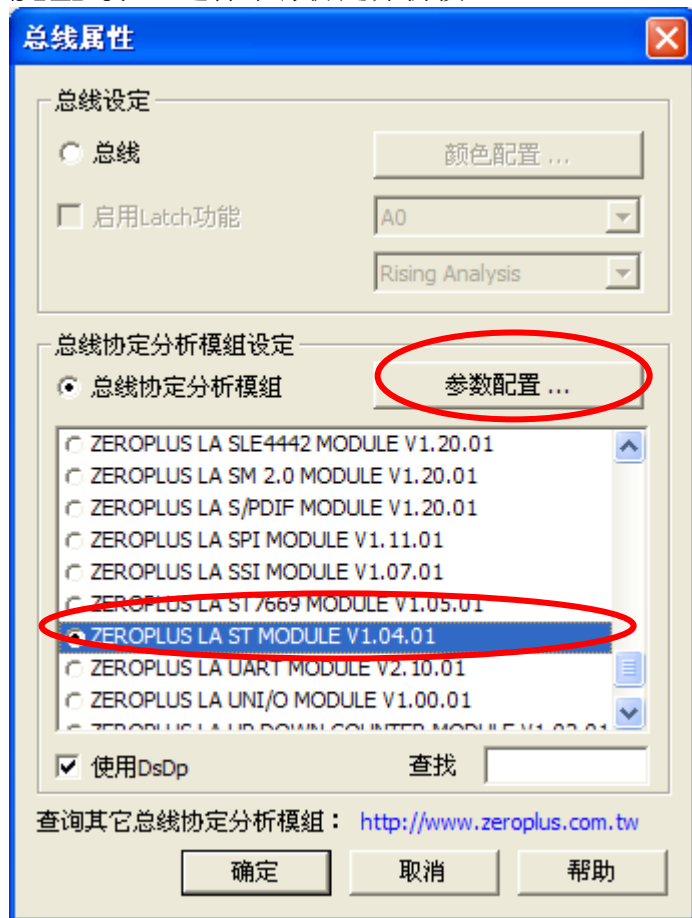 总线属性
总线设定
总线
颜色配置 ...
启用Latch功能
A0
Rising Analysis
总线协定分析模組设定
总线协定分析模組
参数配置 ...
ZEROPLUS LA SLE4442 MODULE V1.20.01
ZEROPLUS LA SM 2.0 MODULE V1.20.01
ZEROPLUS LA S/PDIF MODULE V1.20.01
ZEROPLUS LA SPI MODULE V1.11.01
ZEROPLUS LA SSI MODULE V1.07.01
ZEROPLUS LA ST7669 MODULE V1.05.01
ZEROPLUS LA ST MODULE V1.04.01
ZEROPLUS LA UART MODULE V2.10.01
ZEROPLUS LA UNI/O MODULE V1.00.01
ZEROPLUS LA UP DOWN COUNTER MODULE
使用DsDp
查找
查询其它总线协定分析模組： http://www.zeroplus.com.tw
确定
取消
帮助